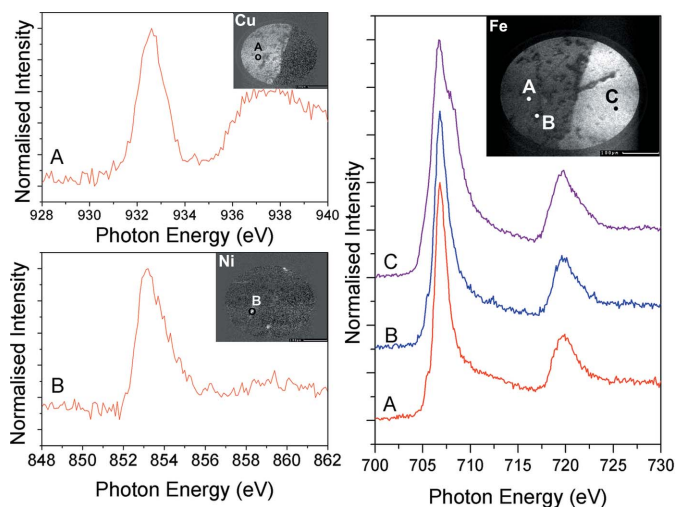 Cu
A
Normalised Intensity
A
928 930 932 934 936 938 940
Photon Energy (eV)
Ni
B
Normalised Intensity
B
848 850 852 854 856 858 860 862
Photon Energy (eV)
Fe
A
B
C
100µm
Normalised Intensity
C
B
A
700 705 710 715 720 725 730
Photon Energy (eV)